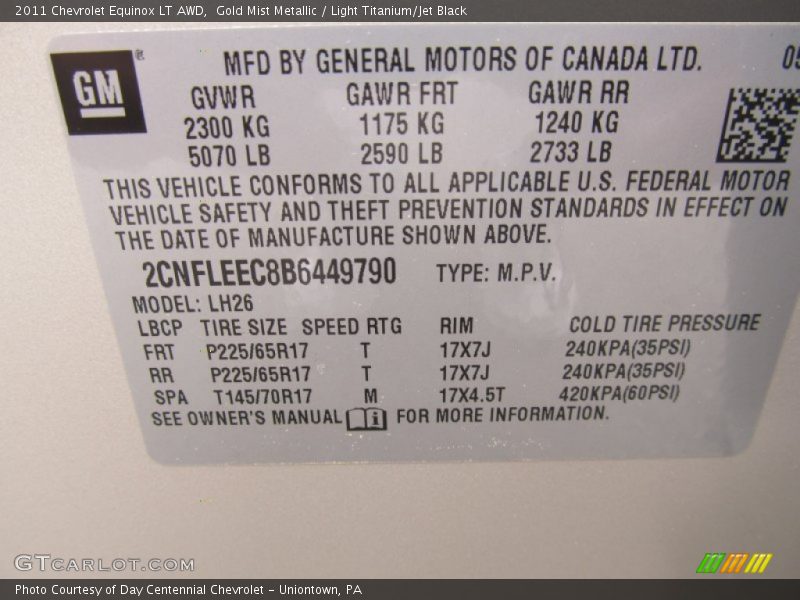 2011 Chevrolet Equinox LT AWD,  Gold Mist Metallic / Light Titanium/Jet Black
GM ®
MFD BY GENERAL MOTORS OF CANADA LTD.
GVWR GAWR FRT GAWR RR
2300 KG 1175 KG 1240 KG
5070 LB 2590 LB 2733 LB
THIS VEHICLE CONFORMS TO ALL APPLICABLE U.S. FEDERAL MOTOR
VEHICLE SAFETY AND THEFT PREVENTION STANDARDS IN EFFECT ON
THE DATE OF MANUFACTURE SHOWN ABOVE.
2CNFLEEC8B6449790 TYPE: M.P.V.
MODEL: LH26
LBCP TIRE SIZE SPEED RTG RIM COLD TIRE PRESSURE
FRT P225/65R17 T 17X7J 240KPA(35PSI)
RR P225/65R17 T 17X7J 240KPA(35PSI)
SPA T145/70R17 M 17X4.5T 420KPA(60PSI)
SEE OWNER'S MANUAL i FOR MORE INFORMATION.
GTCARLOT.COM
Photo Courtesy of Day Centennial Chevrolet – Uniontown, PA